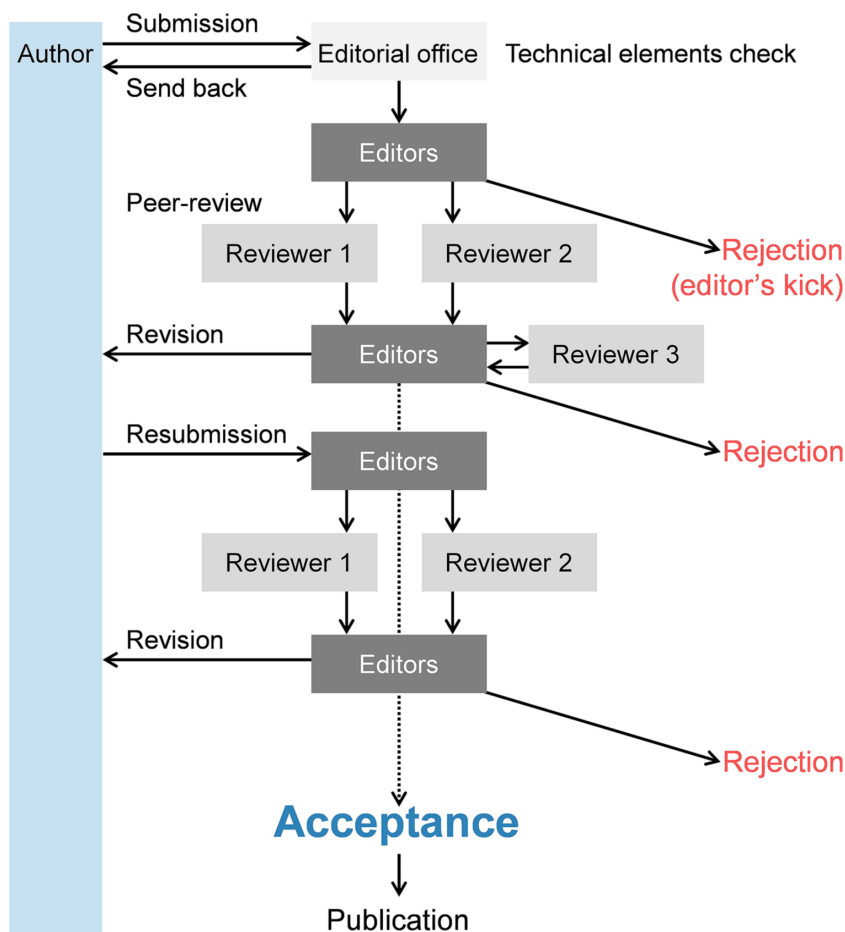 Submission
Author
Editorial office
Technical elements check
Send back
Editors
Peer-review
Reviewer 1
Reviewer 2
Rejection
(editor's kick)
Revision
Editors
Reviewer 3
Resubmission
Editors
Rejection
Reviewer 1
Reviewer 2
Revision
Editors
Rejection
Acceptance
Publication